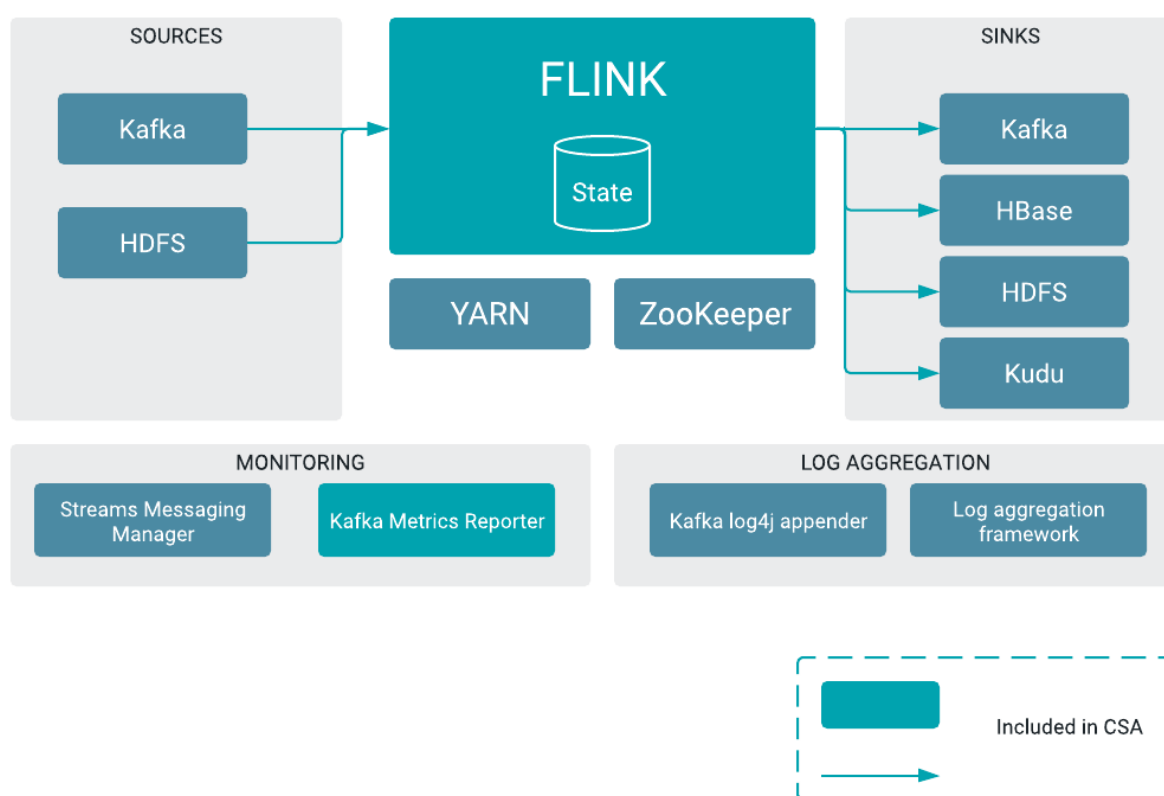 SOURCES
Kafka
HDFS
FLINK
State
YARN
ZooKeeper
SINKS
Kafka
HBase
HDFS
Kudu
MONITORING
Streams Messaging
Manager
Kafka Metrics Reporter
LOG AGGREGATION
Kafka log4j appender
Log aggregation
framework
Included in CSA